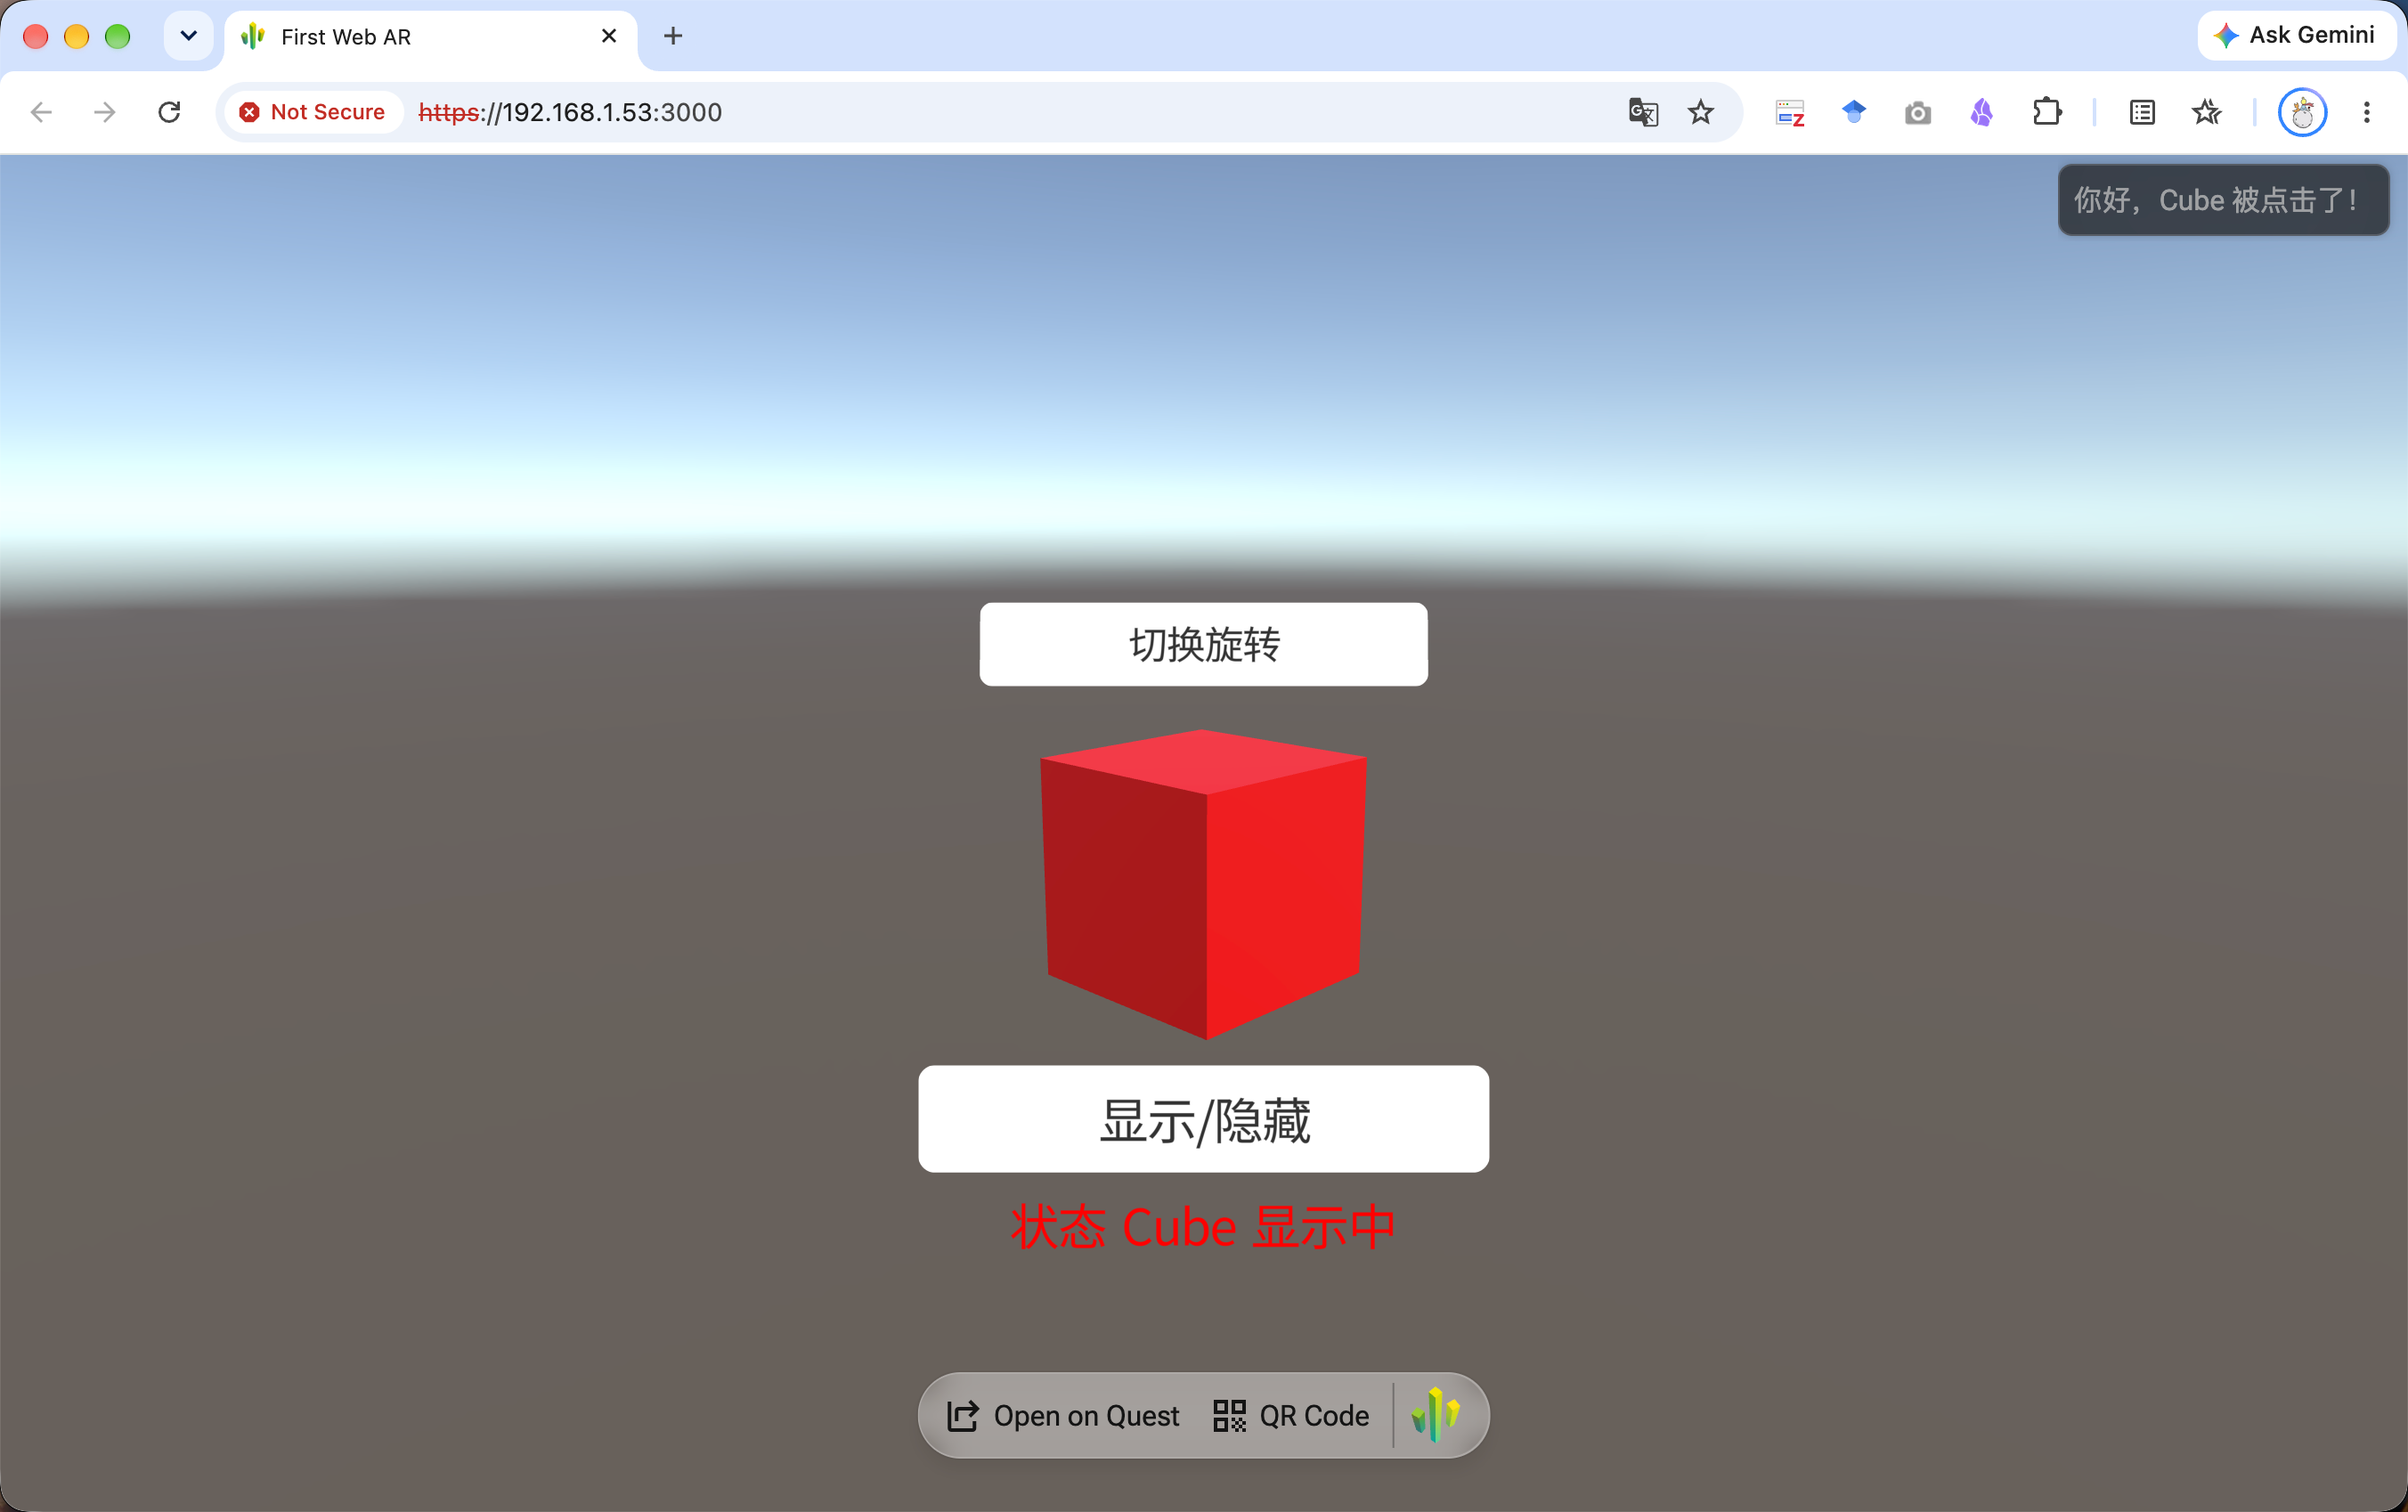 First Web AR
Ask Gemini
Not Secure
https://192.168.1.53:3000
你好，Cube 被点击了！
切换旋转
显示/隐藏
状态 Cube 显示中
Open on Quest
QR Code